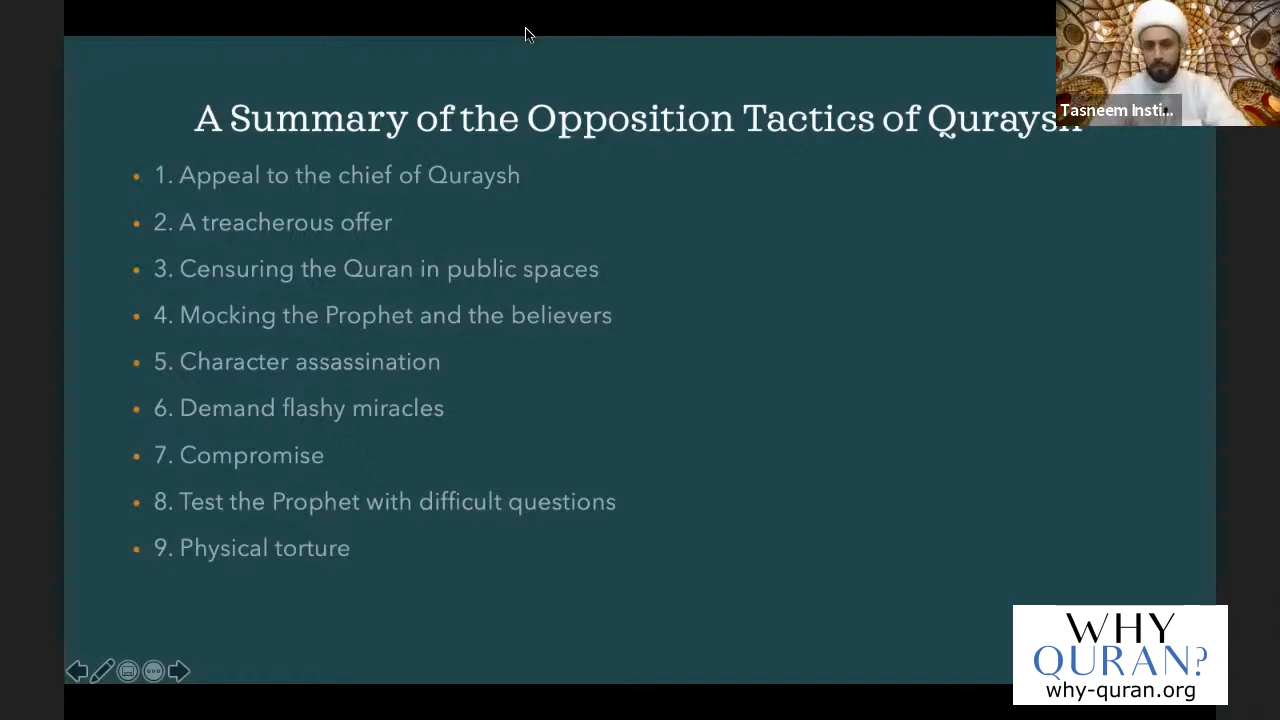 A Summary of the Opposition Tactics of Quraysh
Tasneem Insti...
1. Appeal to the chief of Quraysh
2. A treacherous offer
3. Censuring the Quran in public spaces
4. Mocking the Prophet and the believers
5. Character assassination
6. Demand flashy miracles
7. Compromise
8. Test the Prophet with difficult questions
9. Physical torture
WHY
QURAN?
why-quran.org